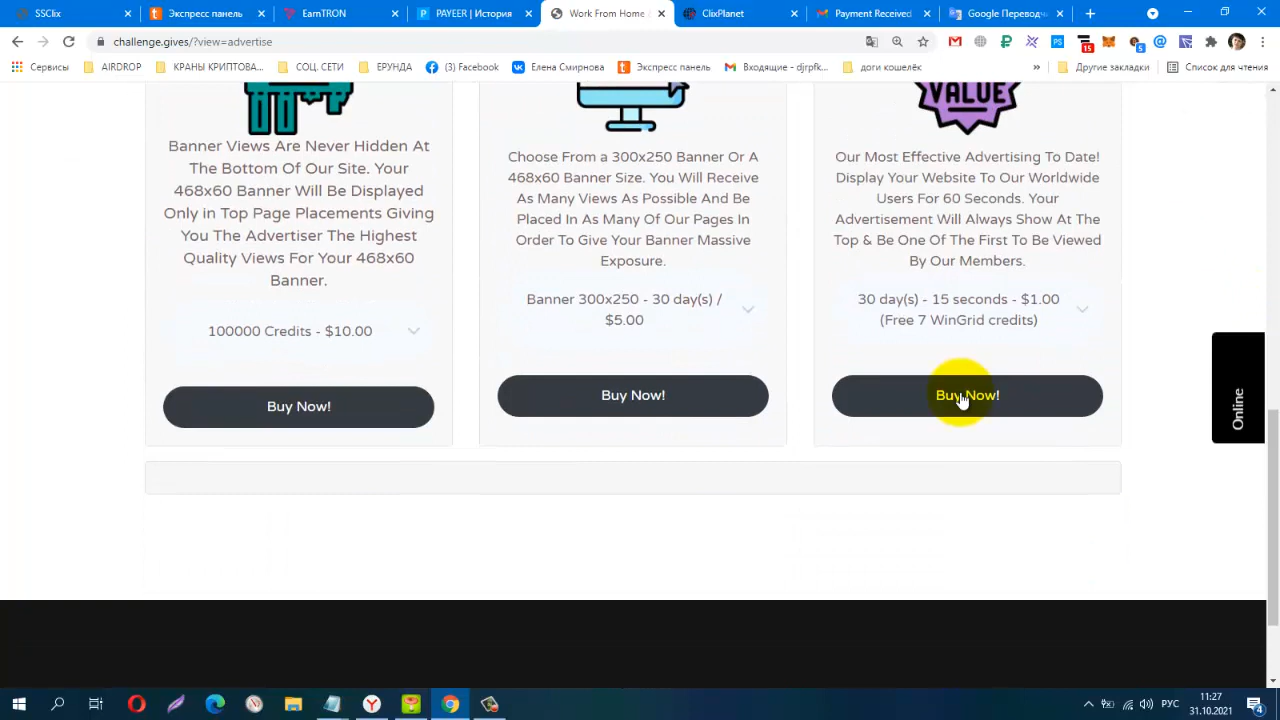 SSClix
Экспресс панель
EarnTRON
PAYEER | История
Work From Home
ClixPlanet
Payment Received
Google Переводч
challenge.gives/?view=advertise
15
5
Сервисы
AIRDROP
КРАНЫ КРИПТОВА...
СОЦ. СЕТИ
ЕРУНДА
(3) Facebook
Елена Смирнова
Экспресс панель
Входящие - djrpfk...
доги кошелёк
»
Другие закладки
Список для чтения
VALUE
Banner Views Are Never Hidden At
The Bottom Of Our Site. Your
468x60 Banner Will Be Displayed
Only in Top Page Placements Giving
You The Advertiser The Highest
Quality Views For Your 468x60
Banner.
100000 Credits - $10.00
Buy Now!
Choose From a 300x250 Banner Or A
468x60 Banner Size. You Will Receive
As Many Views As Possible And Be
Placed In As Many Of Our Pages In
Order To Give Your Banner Massive
Exposure.
Banner 300x250 - 30 day(s) /
$5.00
Buy Now!
Our Most Effective Advertising To Date!
Display Your Website To Our Worldwide
Users For 60 Seconds. Your
Advertisement Will Always Show At The
Top & Be One Of The First To Be Viewed
By Our Members.
30 day(s) - 15 seconds - $1.00
(Free 7 WinGrid credits)
Buy Now!
Online
РУС
11:27
31.10.2021
4